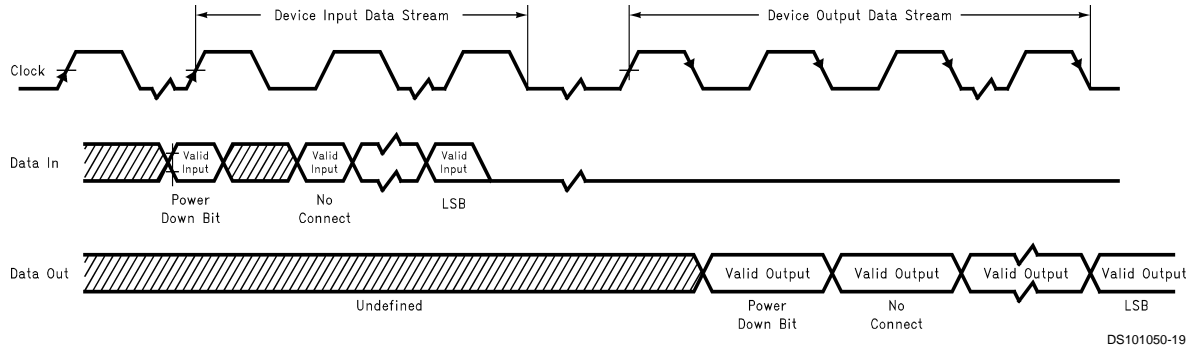 Device Input Data Stream
Device Output Data Stream
Clock
Data In
Valid
Input
Valid
Input
Valid
Input
Power
Down Bit
No
Connect
LSB
Data Out
Valid Output
Valid Output
Valid Output
Valid Output
Undefined
Power
Down Bit
No
Connect
LSB
DS101050-19